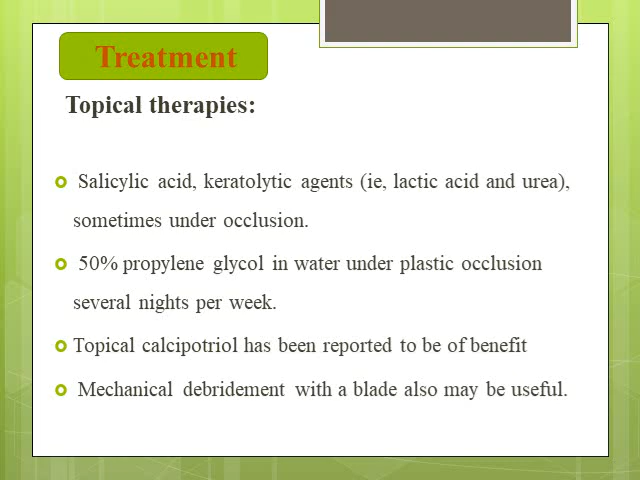 Treatment
Topical therapies:
Salicylic acid, keratolytic agents (ie, lactic acid and urea),
sometimes under occlusion.
50% propylene glycol in water under plastic occlusion
several nights per week.
Topical calcipotriol has been reported to be of benefit
Mechanical debridement with a blade also may be useful.